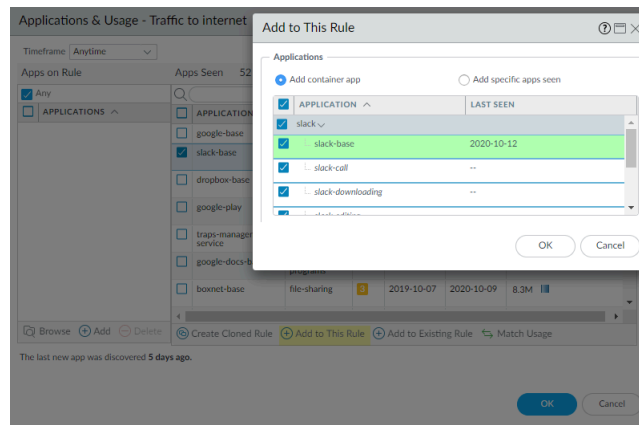 Applications & Usage - Traffic to internet
Timeframe Anytime
Apps on Rule
Apps Seen 52
Any
APPLICATIONS
APPLICATION
google-base
slack-base
dropbox-base
google-play
traps-manager
service
google-docs-b
programs
boxnet-base file-sharing 3 2019-10-07 2020-10-09 8.3M
Browse Add Delete
Create Cloned Rule Add to This Rule Add to Existing Rule Match Usage
The last new app was discovered 5 days ago.
OK Cancel
Add to This Rule
Applications
Add container app Add specific apps seen
APPLICATION LAST SEEN
slack
slack-base 2020-10-12
slack-call --
slack-downloading --
slack-editing
OK Cancel